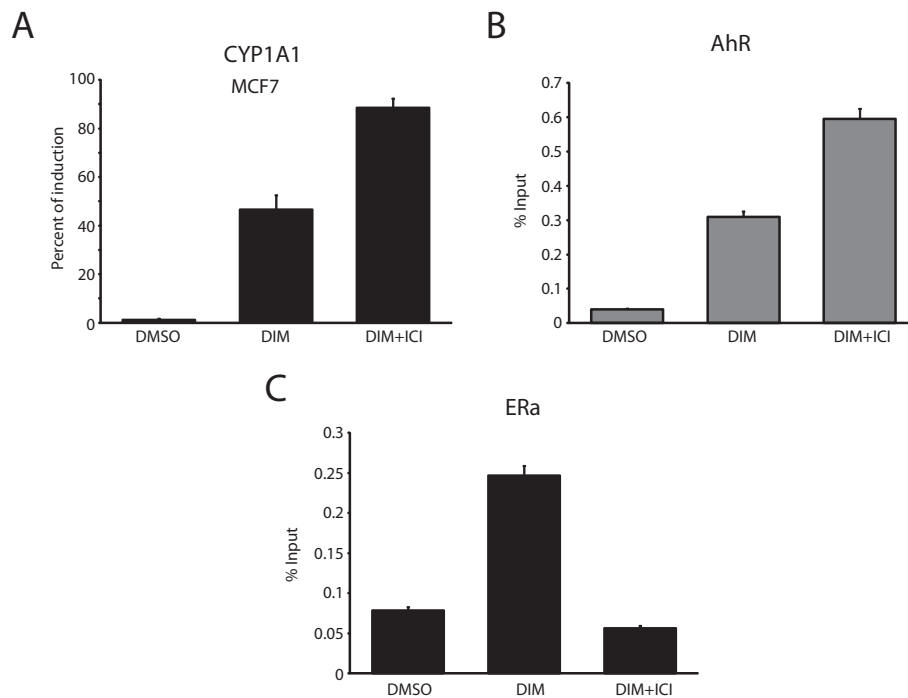 A
CYP1A1
MCF7
Percent of induction
100
80
60
40
20
0
DMSO DIM DIM+ICI
B
AhR
% Input
0.7
0.6
0.5
0.4
0.3
0.2
0.1
0
DMSO DIM DIM+ICI
C
ERa
% Input
0.3
0.25
0.2
0.15
0.1
0.05
0
DMSO DIM DIM+ICI